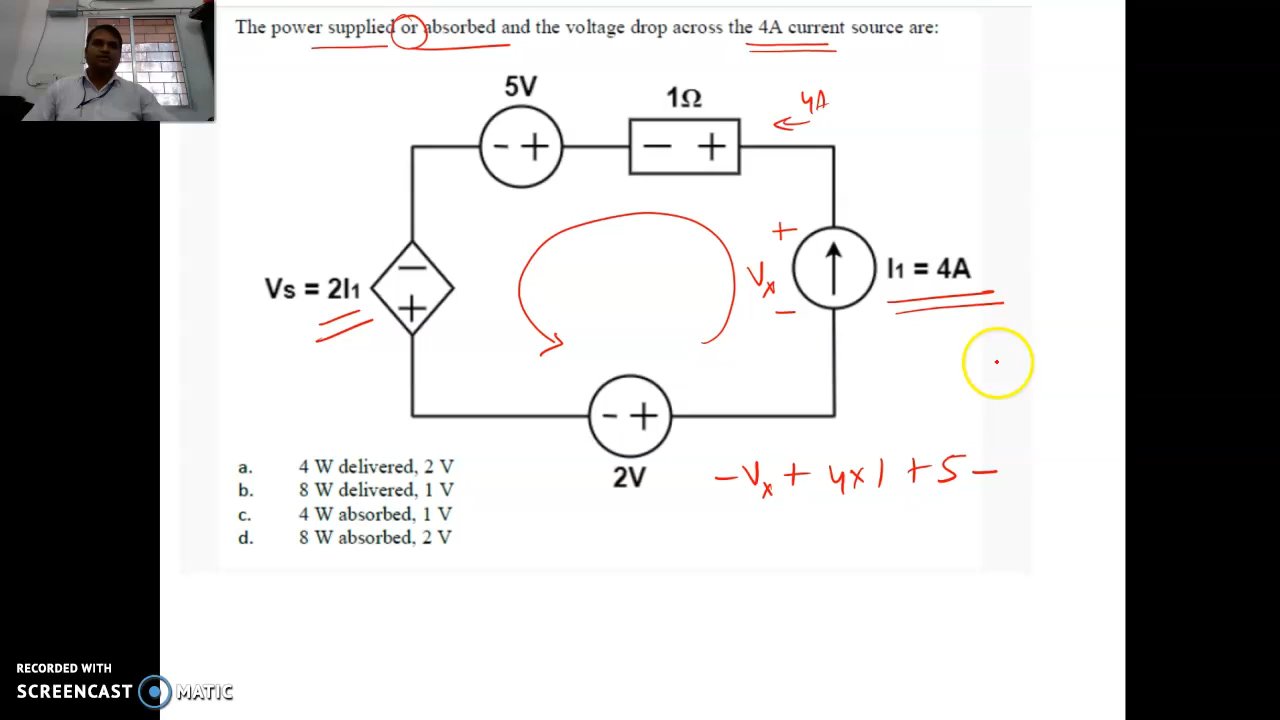 The power supplied or absorbed and the voltage drop across the 4A current source are:
5V
1Ω
4A
- +
− +
+
Vx
−
I1 = 4A
Vs = 2I1
−
+
- +
2V
-Vx + 4x1 + 5 -
a. 4 W delivered, 2 V
b. 8 W delivered, 1 V
c. 4 W absorbed, 1 V
d. 8 W absorbed, 2 V
RECORDED WITH
SCREENCAST MATIC